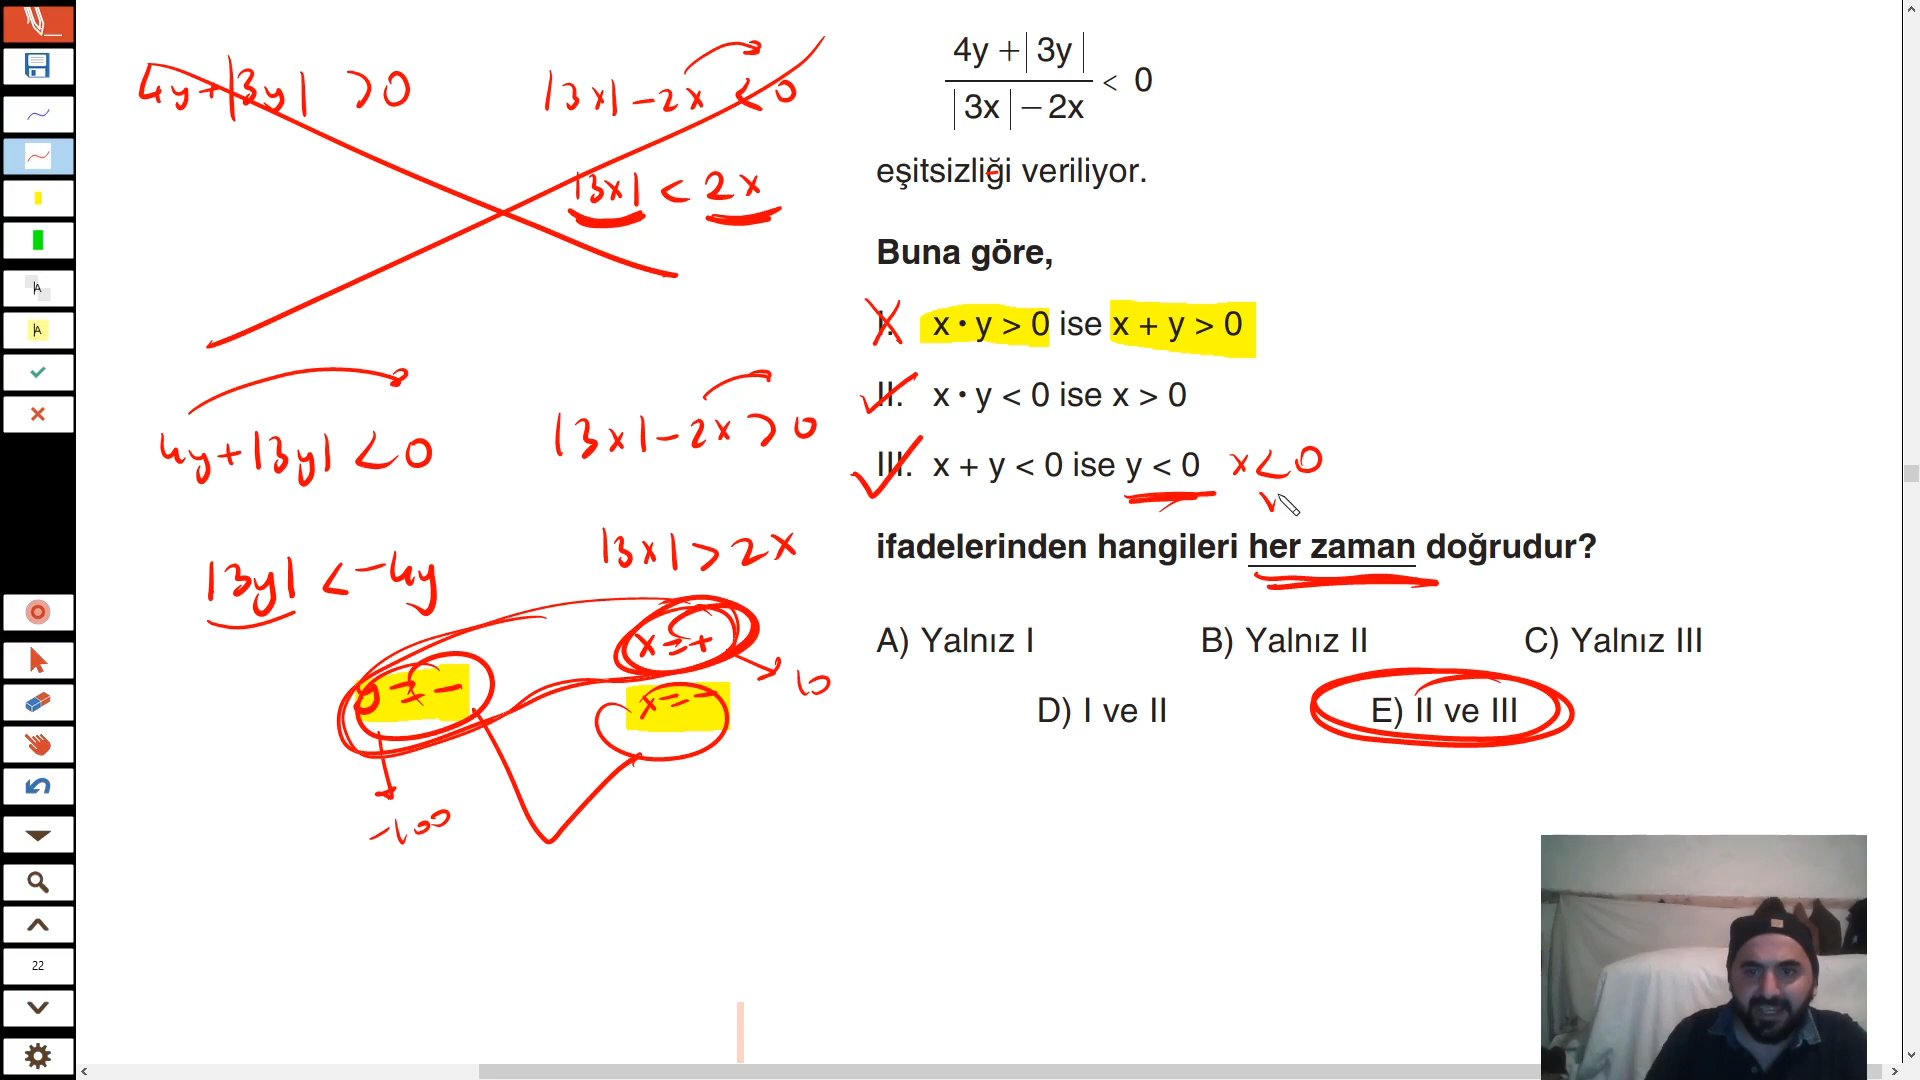 4y + |3y| > 0
|3x| - 2x < 0
|3x| < 2x
4y + |3y| < 0
|3x| - 2x > 0
|3y| < -4y
|3x| > 2x
x = +
y = -
x = -
10
-100
4y + | 3y |
| 3x | − 2x
< 0
eşitsizliği veriliyor.
Buna göre,
I. x · y > 0 ise x + y > 0
II. x · y < 0 ise x > 0
III. x + y < 0 ise y < 0 x < 0
ifadelerinden hangileri her zaman doğrudur?
A) Yalnız I
B) Yalnız II
C) Yalnız III
D) I ve II
E) II ve III
A
A
22